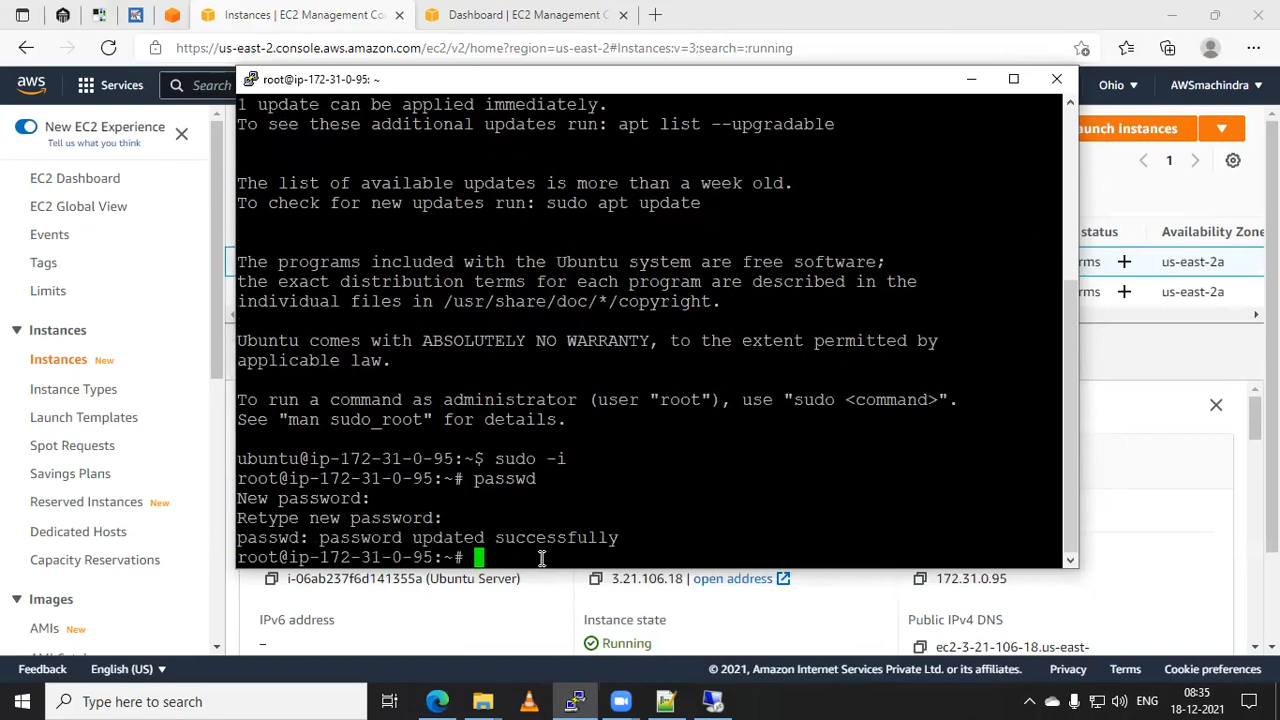 Instances | EC2 Management Co
Dashboard | EC2 Management C
https://us-east-2.console.aws.amazon.com/ec2/v2/home?region=us-east-2#Instances:v=3;search=:running
aws
Services
Search
Ohio
AWSmachindra
root@ip-172-31-0-95: ~
New EC2 Experience
Tell us what you think
EC2 Dashboard
EC2 Global View
Events
Tags
Limits
Instances
Instances New
Instance Types
Launch Templates
Spot Requests
Savings Plans
Reserved Instances New
Dedicated Hosts
Capacity Reservations
Images
AMIs New
1 update can be applied immediately.
To see these additional updates run: apt list --upgradable
The list of available updates is more than a week old.
To check for new updates run: sudo apt update
The programs included with the Ubuntu system are free software;
the exact distribution terms for each program are described in the
individual files in /usr/share/doc/*/copyright.
Ubuntu comes with ABSOLUTELY NO WARRANTY, to the extent permitted by
applicable law.
To run a command as administrator (user "root"), use "sudo <command>".
See "man sudo_root" for details.
ubuntu@ip-172-31-0-95:~$ sudo -i
root@ip-172-31-0-95:~# passwd
New password:
Retype new password:
passwd: password updated successfully
root@ip-172-31-0-95:~#
aunch instances
1
status
Availability Zone
rms
us-east-2a
rms
us-east-2a
i-06ab237f6d141355a (Ubuntu Server)
3.21.106.18 | open address
172.31.0.95
IPv6 address
–
Instance state
Running
Public IPv4 DNS
ec2-3-21-106-18.us-east-
Feedback
English (US)
© 2021, Amazon Internet Services Private Ltd. or its affiliates.
Privacy
Terms
Cookie preferences
Type here to search
ENG
08:35
18-12-2021